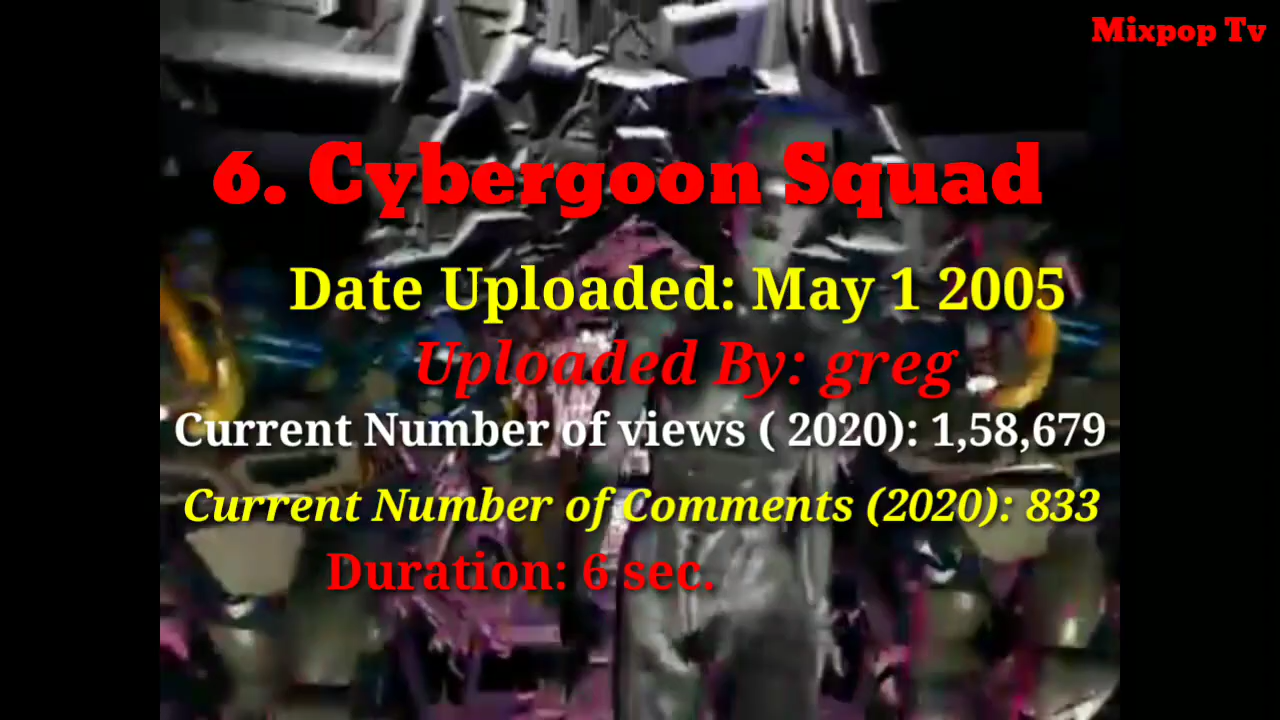 Mixpop Tv
6. Cybergoon Squad
Date Uploaded: May 1 2005
Uploaded By: greg
Current Number of views ( 2020): 1,58,679
Current Number of Comments (2020): 833
Duration: 6 sec.